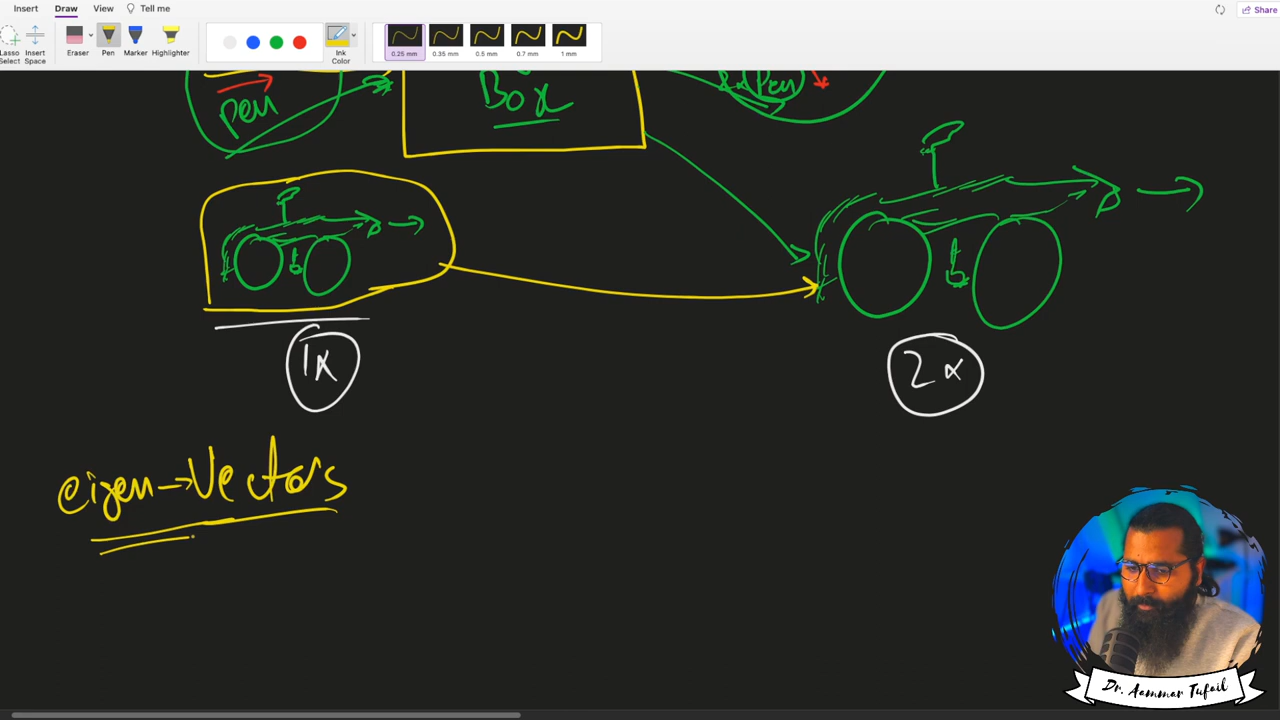 Insert Draw View Tell me
Share
Lasso Select
Insert Space
Eraser
Pen
Marker
Highlighter
Ink Color
0.25 mm
0.35 mm
0.5 mm
0.7 mm
1 mm
pen
Box
(Pen)
1x
2x
eigen→Vectors
Dr. Aammar Tufail